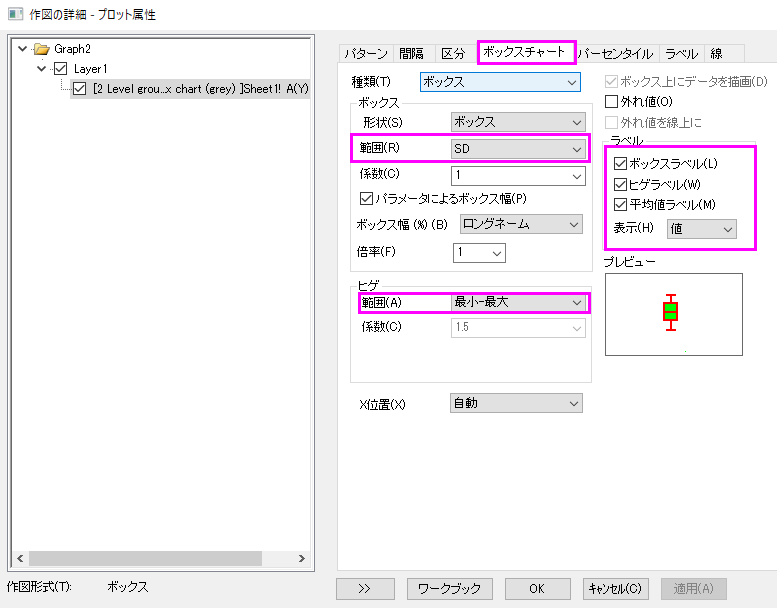 作図の詳細 - プロット属性
Graph2
Layer1
[2 Level grou..x chart (grey) ]Sheet1! A(Y)
パターン 間隔 区分 ボックスチャート パーセンタイル ラベル 線
種類(T) ボックス
ボックス
形状(S) ボックス
範囲(R) SD
係数(C) 1
パラメータによるボックス幅(P)
ボックス幅 (%) (B) ロングネーム
倍率(F) 1
ヒゲ
範囲(A) 最小-最大
係数(C) 1.5
X位置(X) 自動
ボックス上にデータを描画(D)
外れ値(O)
外れ値を線上に
ラベル
ボックスラベル(L)
ヒゲラベル(W)
平均値ラベル(M)
表示(H) 値
プレビュー
作図形式(T): ボックス
>> ワークブック OK キャンセル(C) 適用(A)